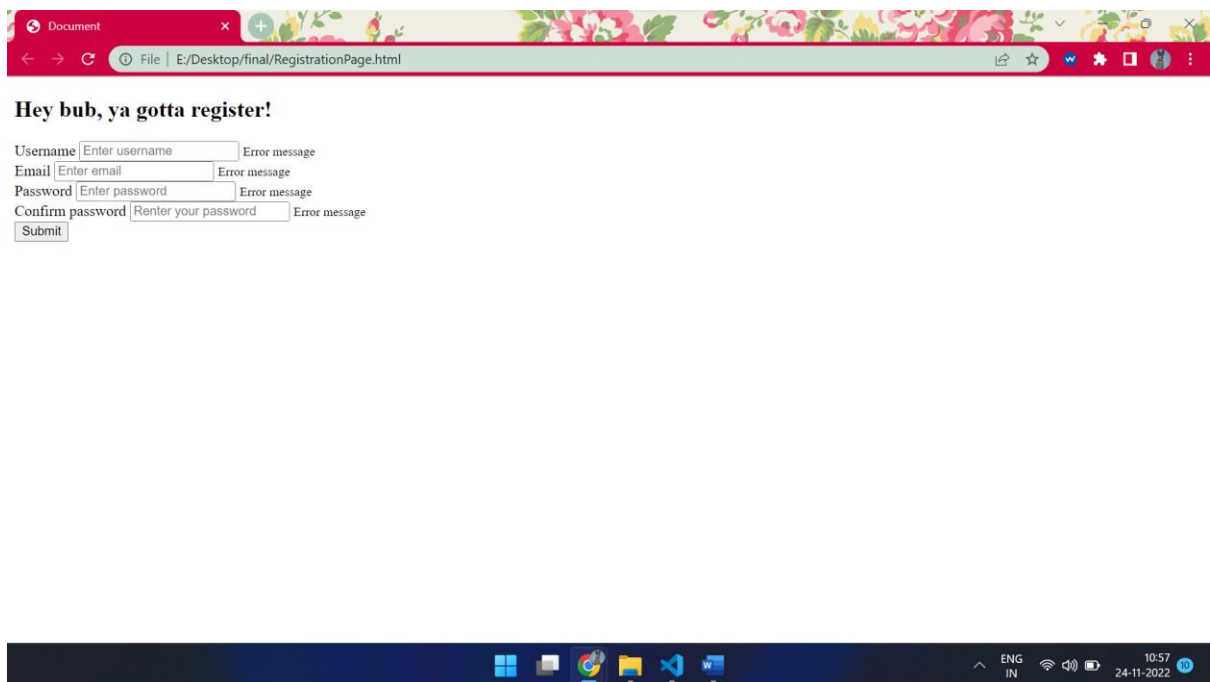 Document
File | E:/Desktop/final/RegistrationPage.html
Hey bub, ya gotta register!
Username Enter username Error message
Email Enter email Error message
Password Enter password Error message
Confirm password Renter your password Error message
Submit
ENG 10:57
IN 24-11-2022 10